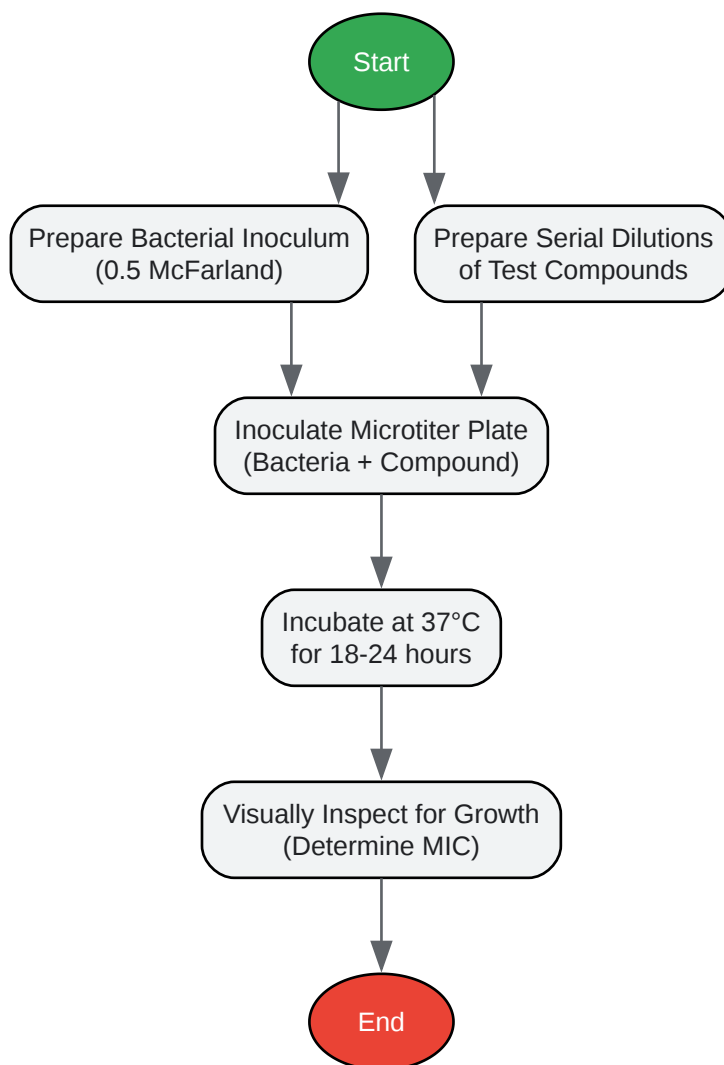 Start
Prepare Bacterial Inoculum
(0.5 McFarland)
Prepare Serial Dilutions
of Test Compounds
Inoculate Microtiter Plate
(Bacteria + Compound)
Incubate at 37°C
for 18-24 hours
Visually Inspect for Growth
(Determine MIC)
End